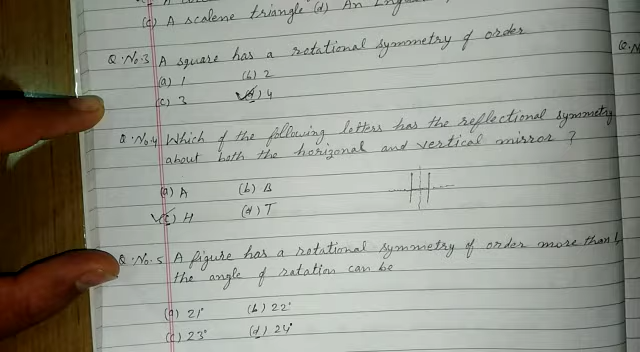 (c) A scalene triangle (d) An
Q.No.3 A square has a rotational symmetry of order
(a) 1 (b) 2
(c) 3 (d) 4
Q.No.4 Which of the following letters has the reflectional symmetry
about both the horizonal and vertical mirror ?
(a) A (b) B
(c) H (d) T
Q.No.5 A figure has a rotational symmetry of order more than 1,
the angle of rotation can be
(a) 21° (b) 22°
(c) 23° (d) 24°